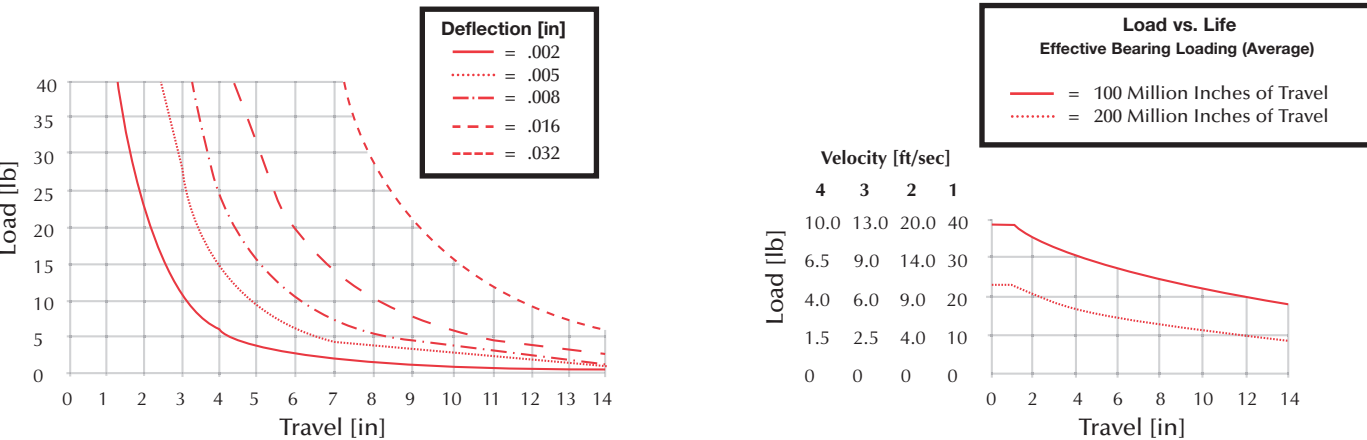 Deflection [in]
= .002
= .005
= .008
= .016
= .032
40
35
30
25
20
15
10
5
0
Load [lb]
0 1 2 3 4 5 6 7 8 9 10 11 12 13 14
Travel [in]
Load vs. Life
Effective Bearing Loading (Average)
= 100 Million Inches of Travel
= 200 Million Inches of Travel
Velocity [ft/sec]
4 3 2 1
10.0 13.0 20.0 40
6.5 9.0 14.0 30
4.0 6.0 9.0 20
1.5 2.5 4.0 10
0 0 0 0
Load [lb]
0 2 4 6 8 10 12 14
Travel [in]